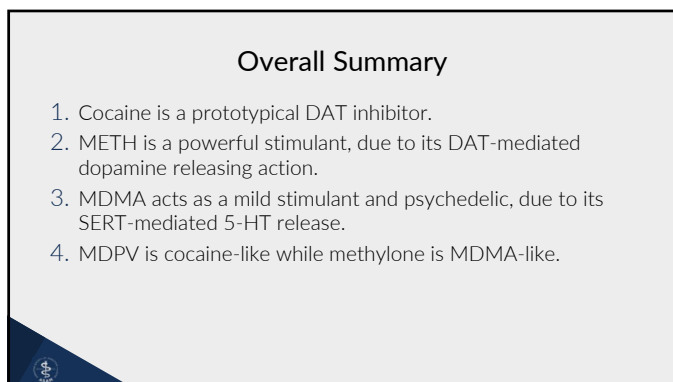 Overall Summary
1. Cocaine is a prototypical DAT inhibitor.
2. METH is a powerful stimulant, due to its DAT-mediated
dopamine releasing action.
3. MDMA acts as a mild stimulant and psychedelic, due to its
SERT-mediated 5-HT release.
4. MDPV is cocaine-like while methylone is MDMA-like.